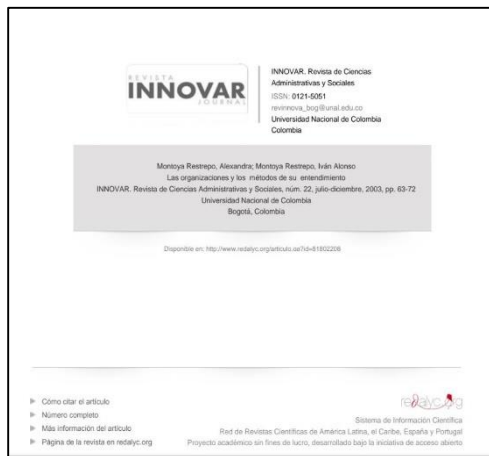 REVISTA
INNOVAR
JOURNAL
INNOVAR. Revista de Ciencias
Administrativas y Sociales
ISSN: 0121-5051
revinnova_bog@unal.edu.co
Universidad Nacional de Colombia
Colombia
Montoya Restrepo, Alexandra; Montoya Restrepo, Iván Alonso
Las organizaciones y los métodos de su entendimiento
INNOVAR. Revista de Ciencias Administrativas y Sociales, núm. 22, julio-diciembre, 2003, pp. 63-72
Universidad Nacional de Colombia
Bogotá, Colombia
Disponible en: http://www.redalyc.org/articulo.oa?id=81802206
Cómo citar el artículo
Número completo
Más información del artículo
Página de la revista en redalyc.org
redalyc.org
Sistema de Información Científica
Red de Revistas Científicas de América Latina, el Caribe, España y Portugal
Proyecto académico sin fines de lucro, desarrollado bajo la iniciativa de acceso abierto